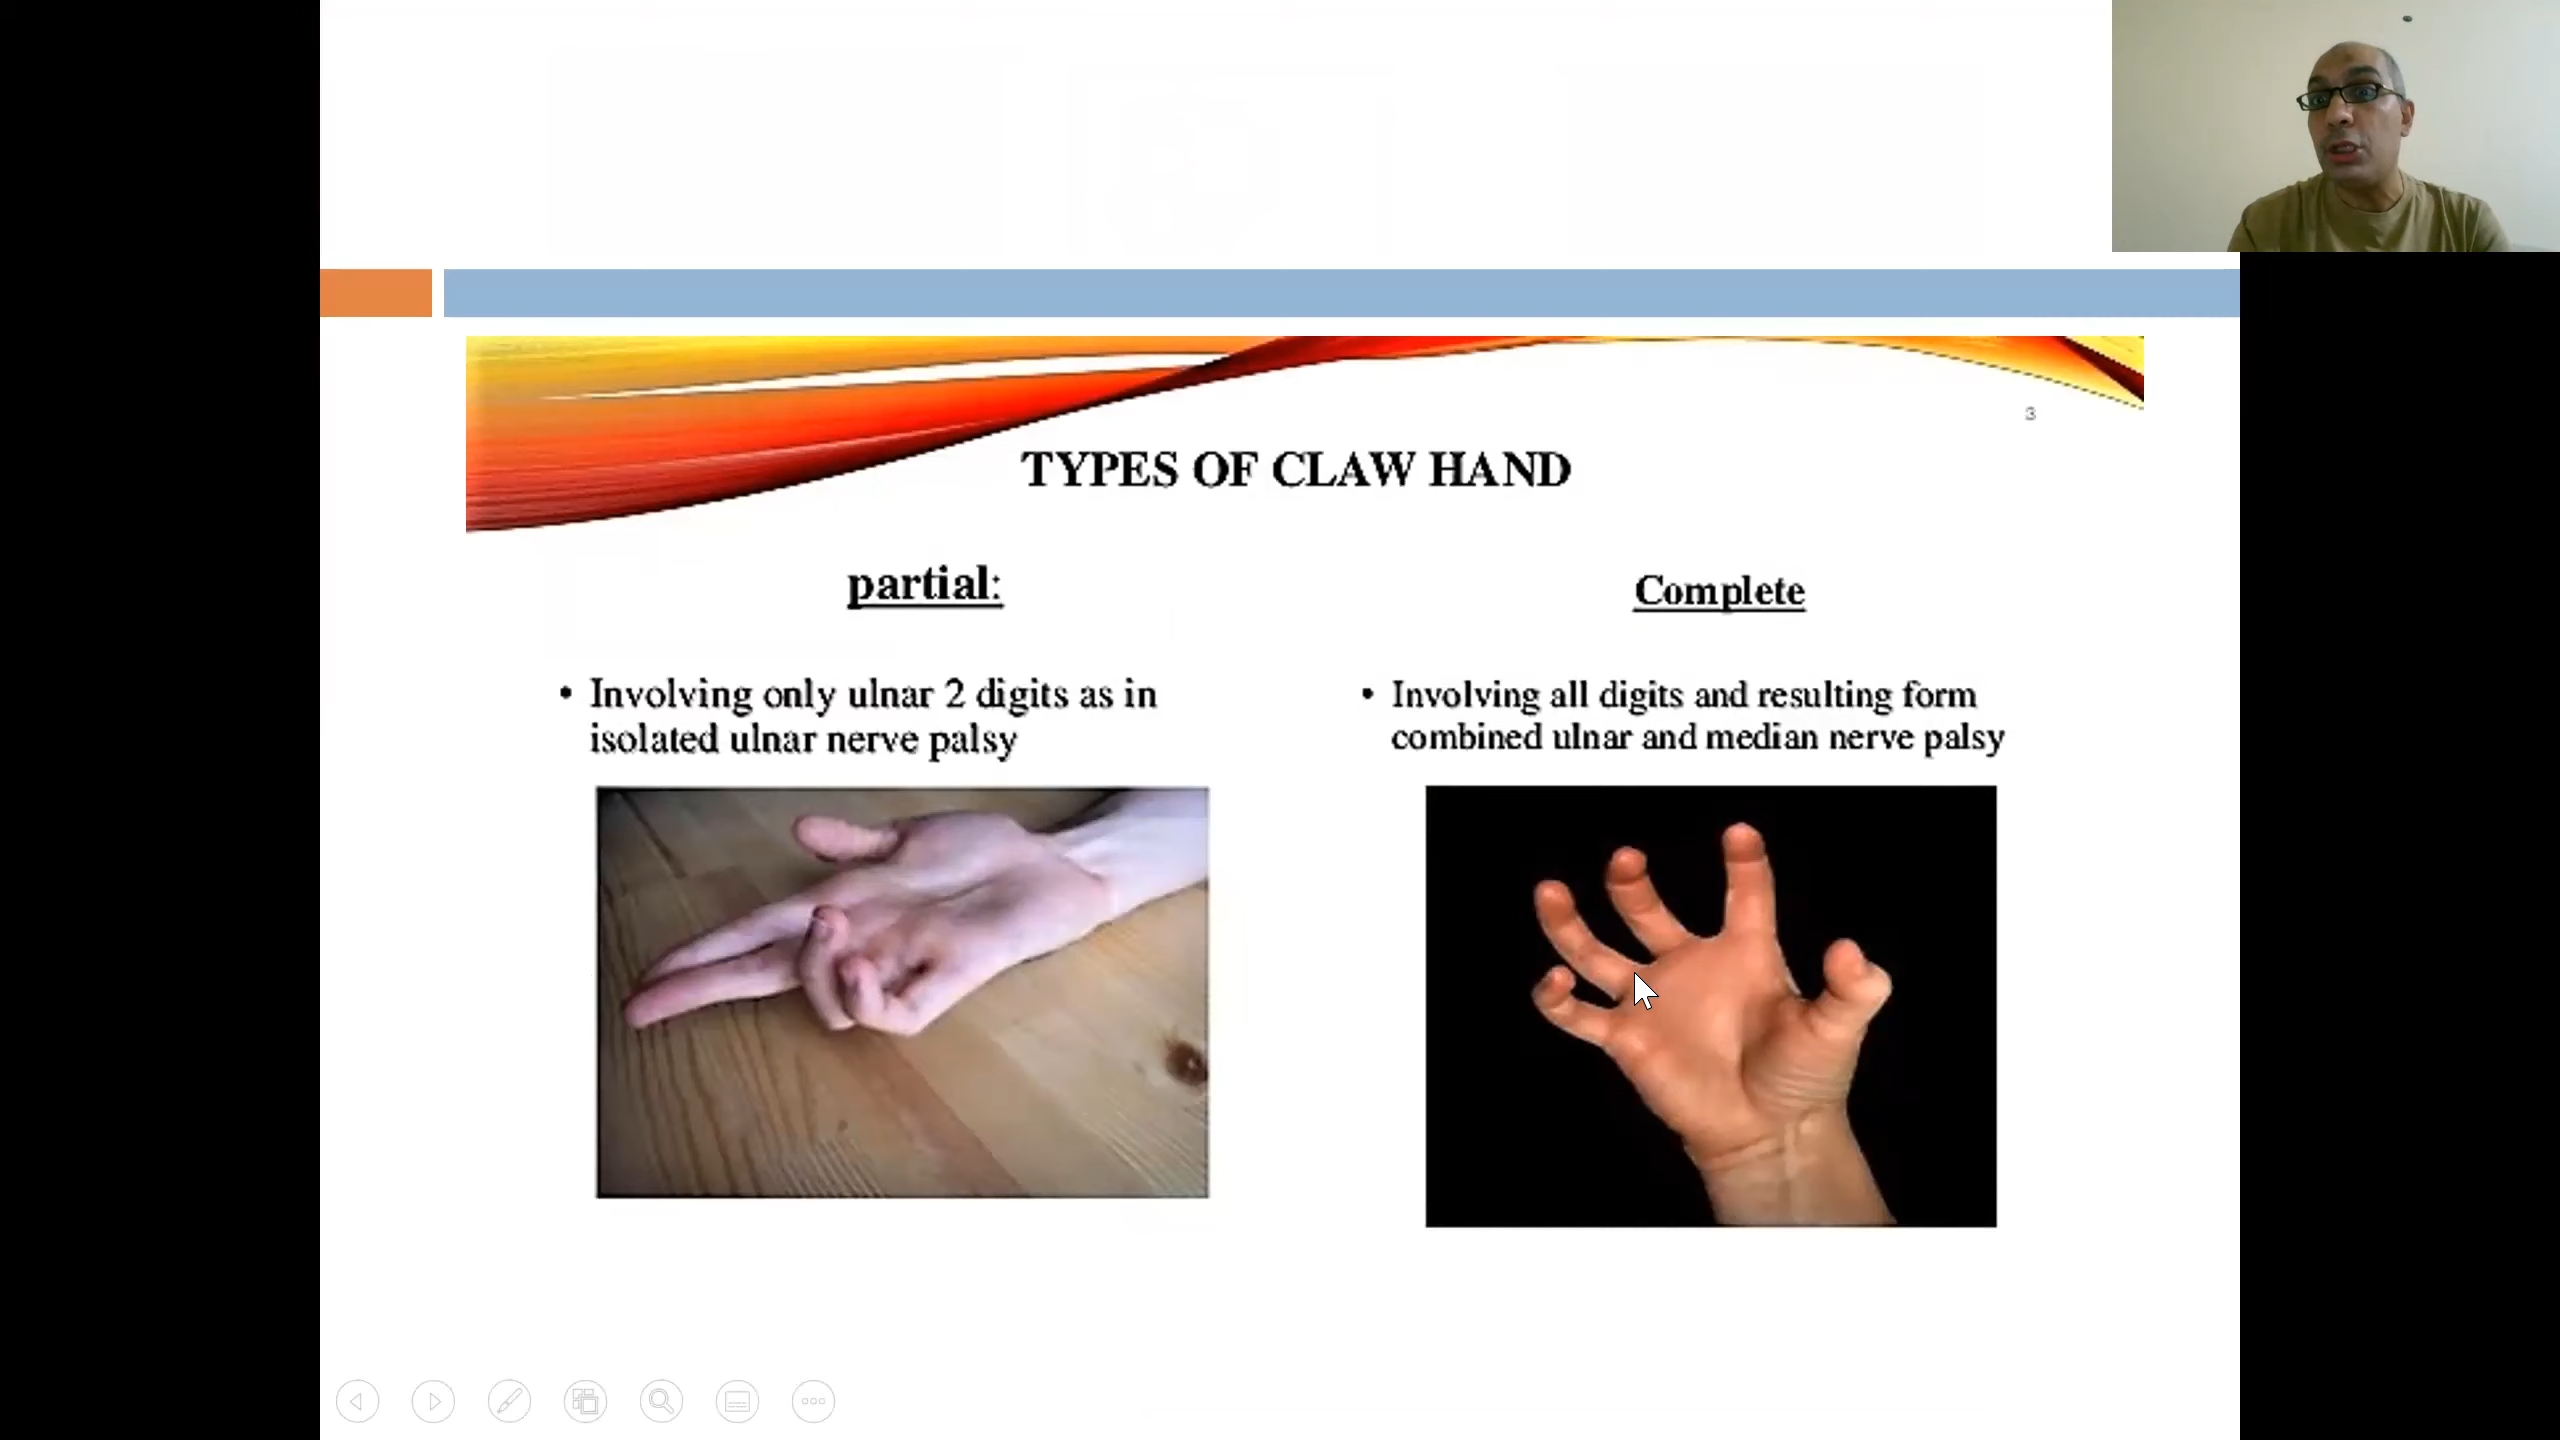 3
TYPES OF CLAW HAND
partial:
• Involving only ulnar 2 digits as in
isolated ulnar nerve palsy
Complete
• Involving all digits and resulting form
combined ulnar and median nerve palsy